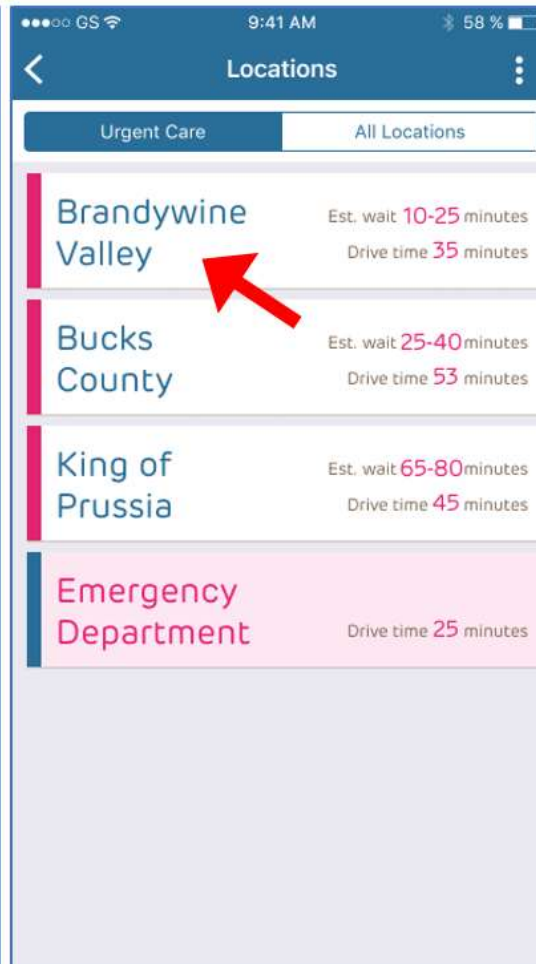 GS 9:41 AM 58 %
Locations
Urgent Care All Locations
Brandywine
Valley
Est. wait 10-25 minutes
Drive time 35 minutes
Bucks
County
Est. wait 25-40 minutes
Drive time 53 minutes
King of
Prussia
Est. wait 65-80 minutes
Drive time 45 minutes
Emergency
Department
Drive time 25 minutes